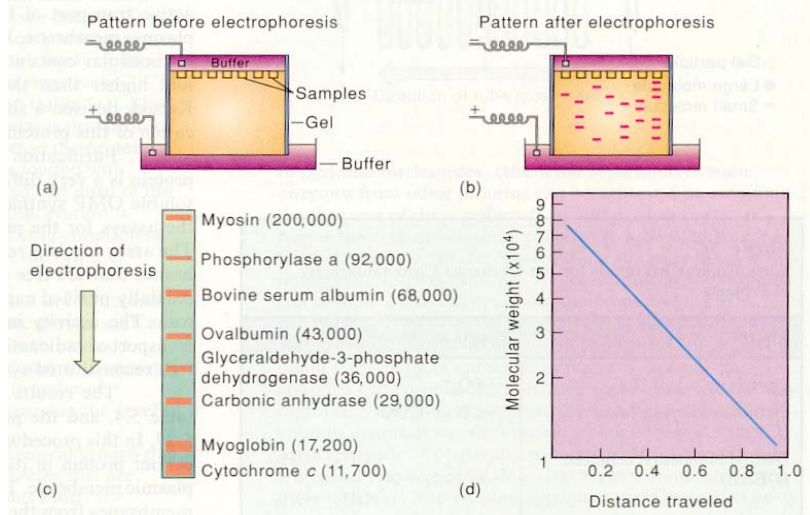 Pattern before electrophoresis
−
Buffer
Samples
+
Gel
Buffer
(a)
Pattern after electrophoresis
−
+
(b)
Direction of
electrophoresis
Myosin (200,000)
Phosphorylase a (92,000)
Bovine serum albumin (68,000)
Ovalbumin (43,000)
Glyceraldehyde-3-phosphate
dehydrogenase (36,000)
Carbonic anhydrase (29,000)
Myoglobin (17,200)
Cytochrome c (11,700)
(c)
Molecular weight (x10⁴)
9
8
7
6
5
4
3
2
1
0.2 0.4 0.6 0.8 1.0
Distance traveled
(d)